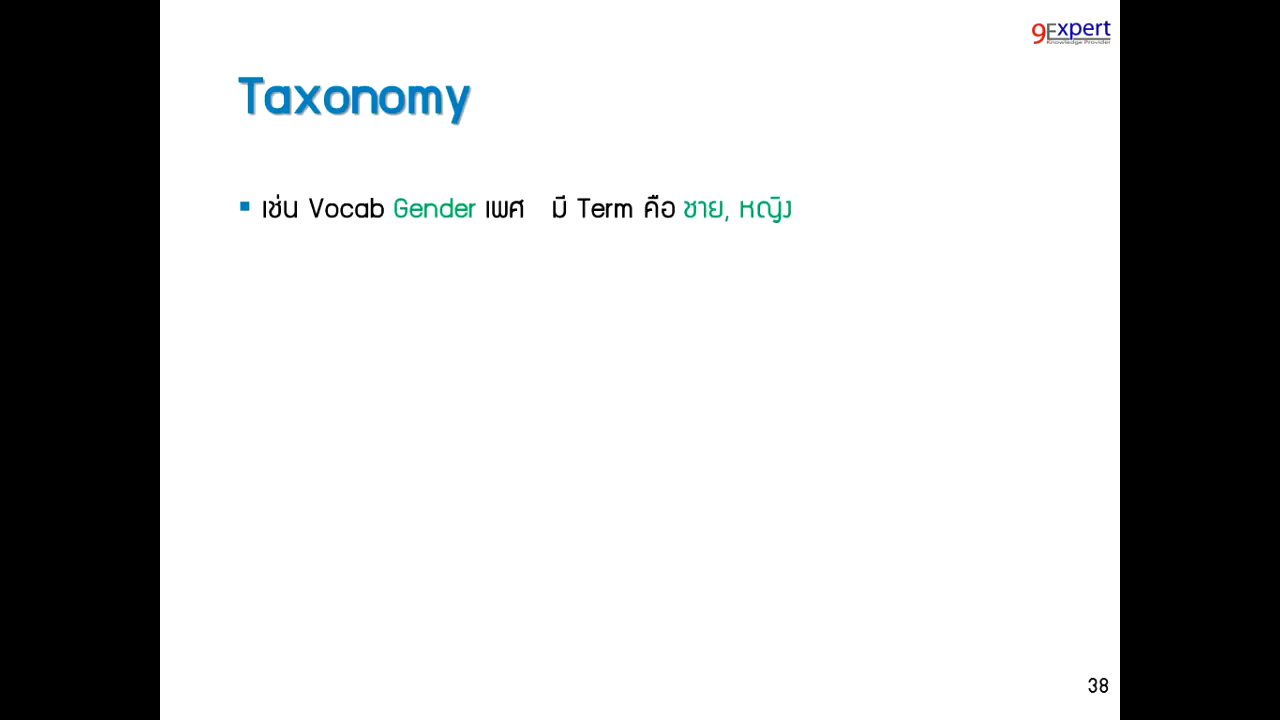 9Expert
Knowledge Provider
Taxonomy
เช่น Vocab Gender เพศ มี Term คือ ชาย, หญิง
38